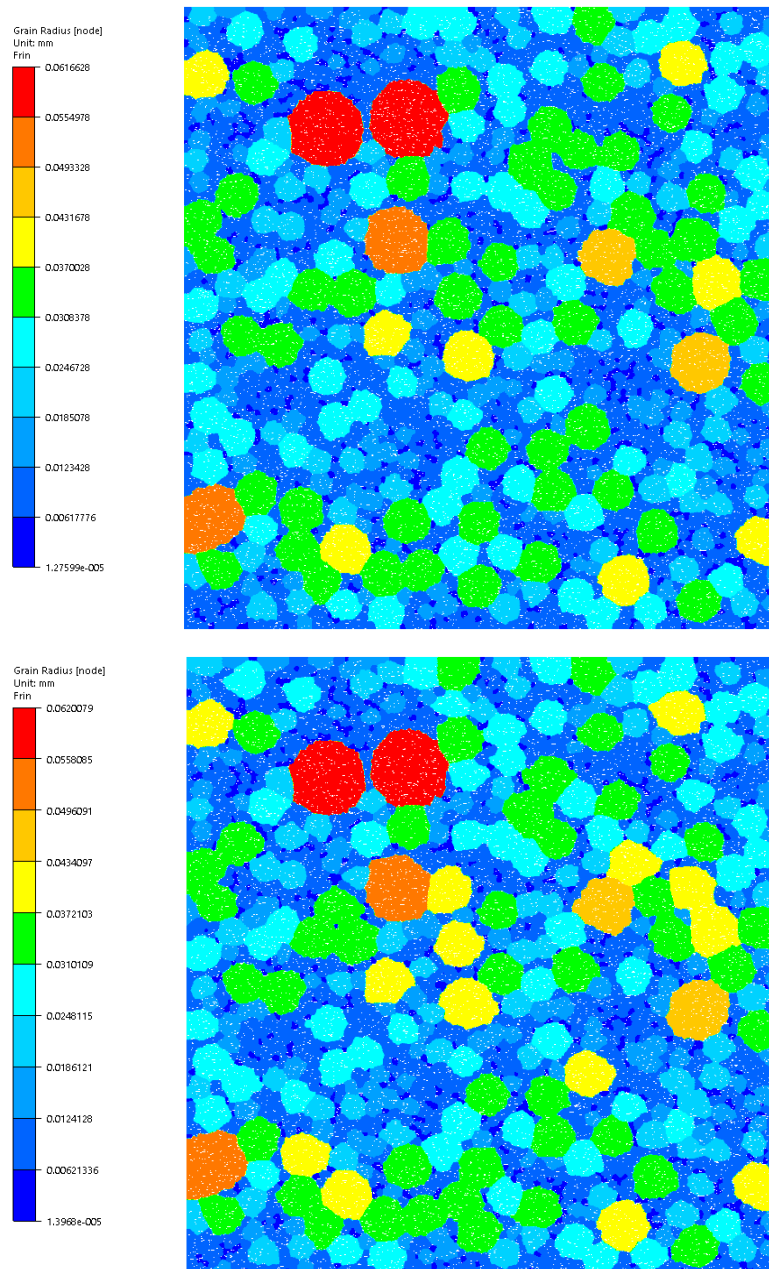 Grain Radius [node]
Unit: mm
Frin
0.0616628
0.0554978
0.0493328
0.0431678
0.0370028
0.0308378
0.0246728
0.0185078
0.0123428
0.00617776
1.27599e-005
Grain Radius [node]
Unit: mm
Frin
0.0620079
0.0558085
0.0496091
0.0434097
0.0372103
0.0310109
0.0248115
0.0186121
0.0124128
0.00621336
1.3968e-005